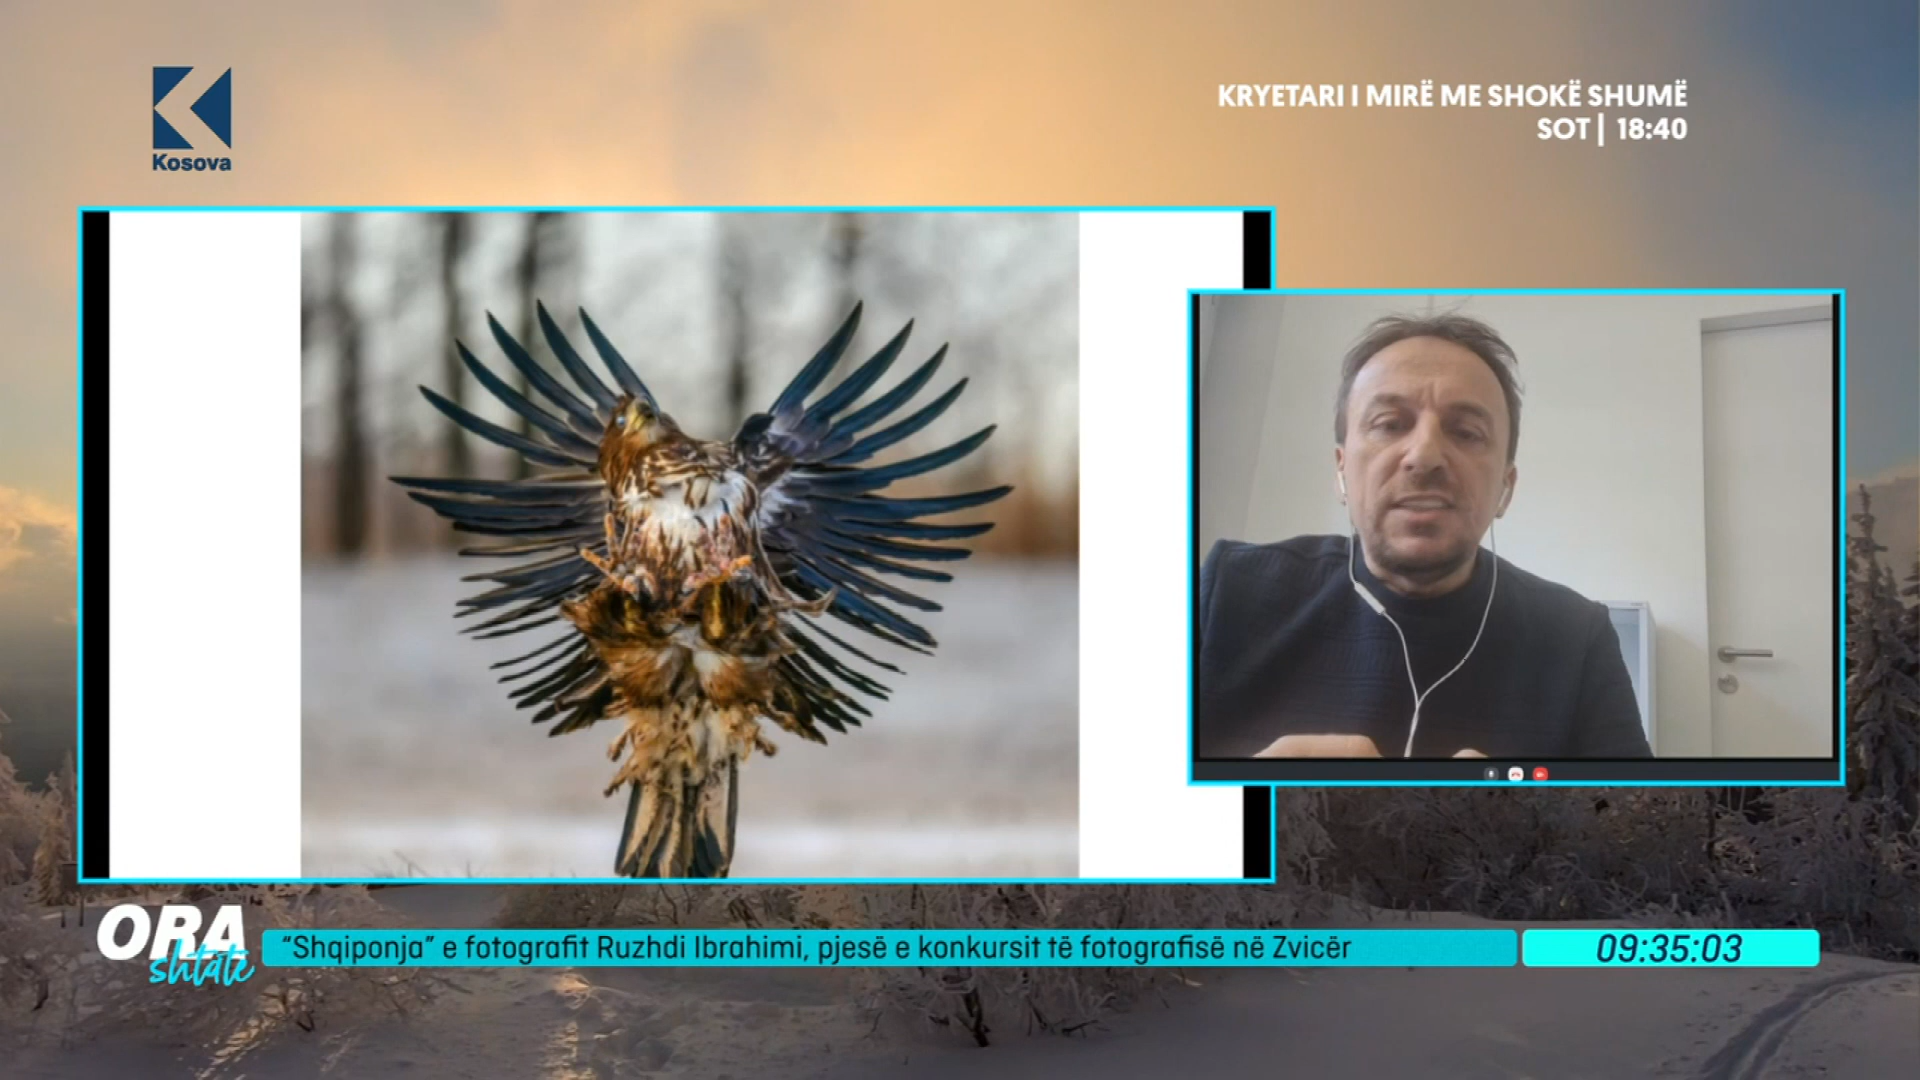 Kosova
KRYETARI I MIRË ME SHOKË SHUMË
SOT | 18:40
ORA
shtatë
“Shqiponja” e fotografit Ruzhdi Ibrahimi, pjesë e konkursit të fotografisë në Zvicër
09:35:03